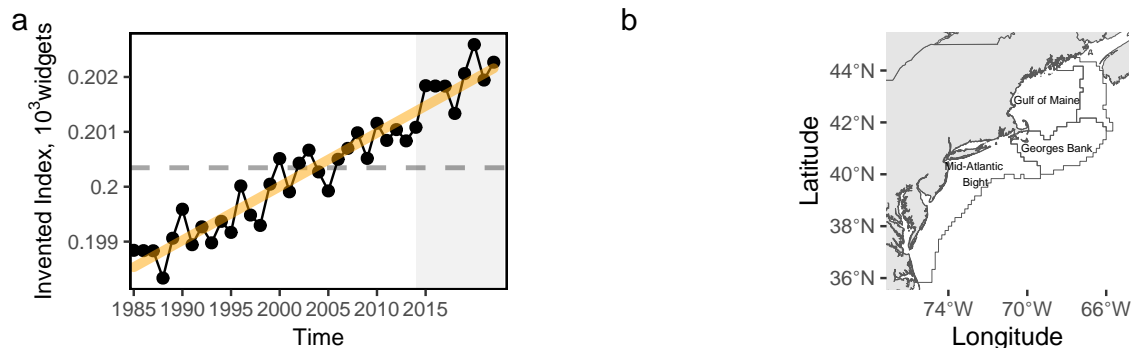 a
Invented Index, 10³widgets
0.202
0.201
0.2
0.199
1985 1990 1995 2000 2005 2010 2015
Time
b
Latitude
44°N
42°N
40°N
38°N
36°N
Gulf of Maine
Georges Bank
Mid-Atlantic
Bight
74°W 70°W 66°W
Longitude